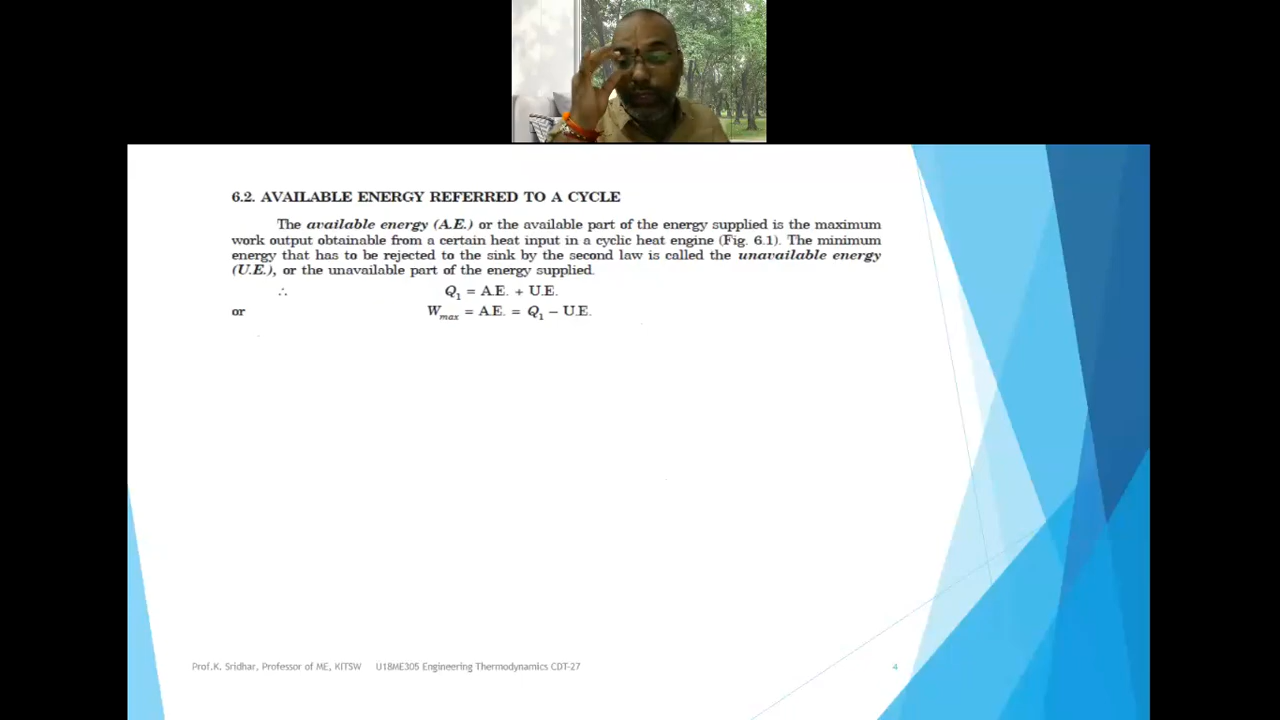 6.2. AVAILABLE ENERGY REFERRED TO A CYCLE
The available energy (A.E.) or the available part of the energy supplied is the maximum
work output obtainable from a certain heat input in a cyclic heat engine (Fig. 6.1). The minimum
energy that has to be rejected to the sink by the second law is called the unavailable energy
(U.E.), or the unavailable part of the energy supplied.
∴ Q₁ = A.E. + U.E.
or Wmax = A.E. = Q₁ – U.E.
Prof.K. Sridhar, Professor of ME, KITSW U18ME305 Engineering Thermodynamics CDT-27 4